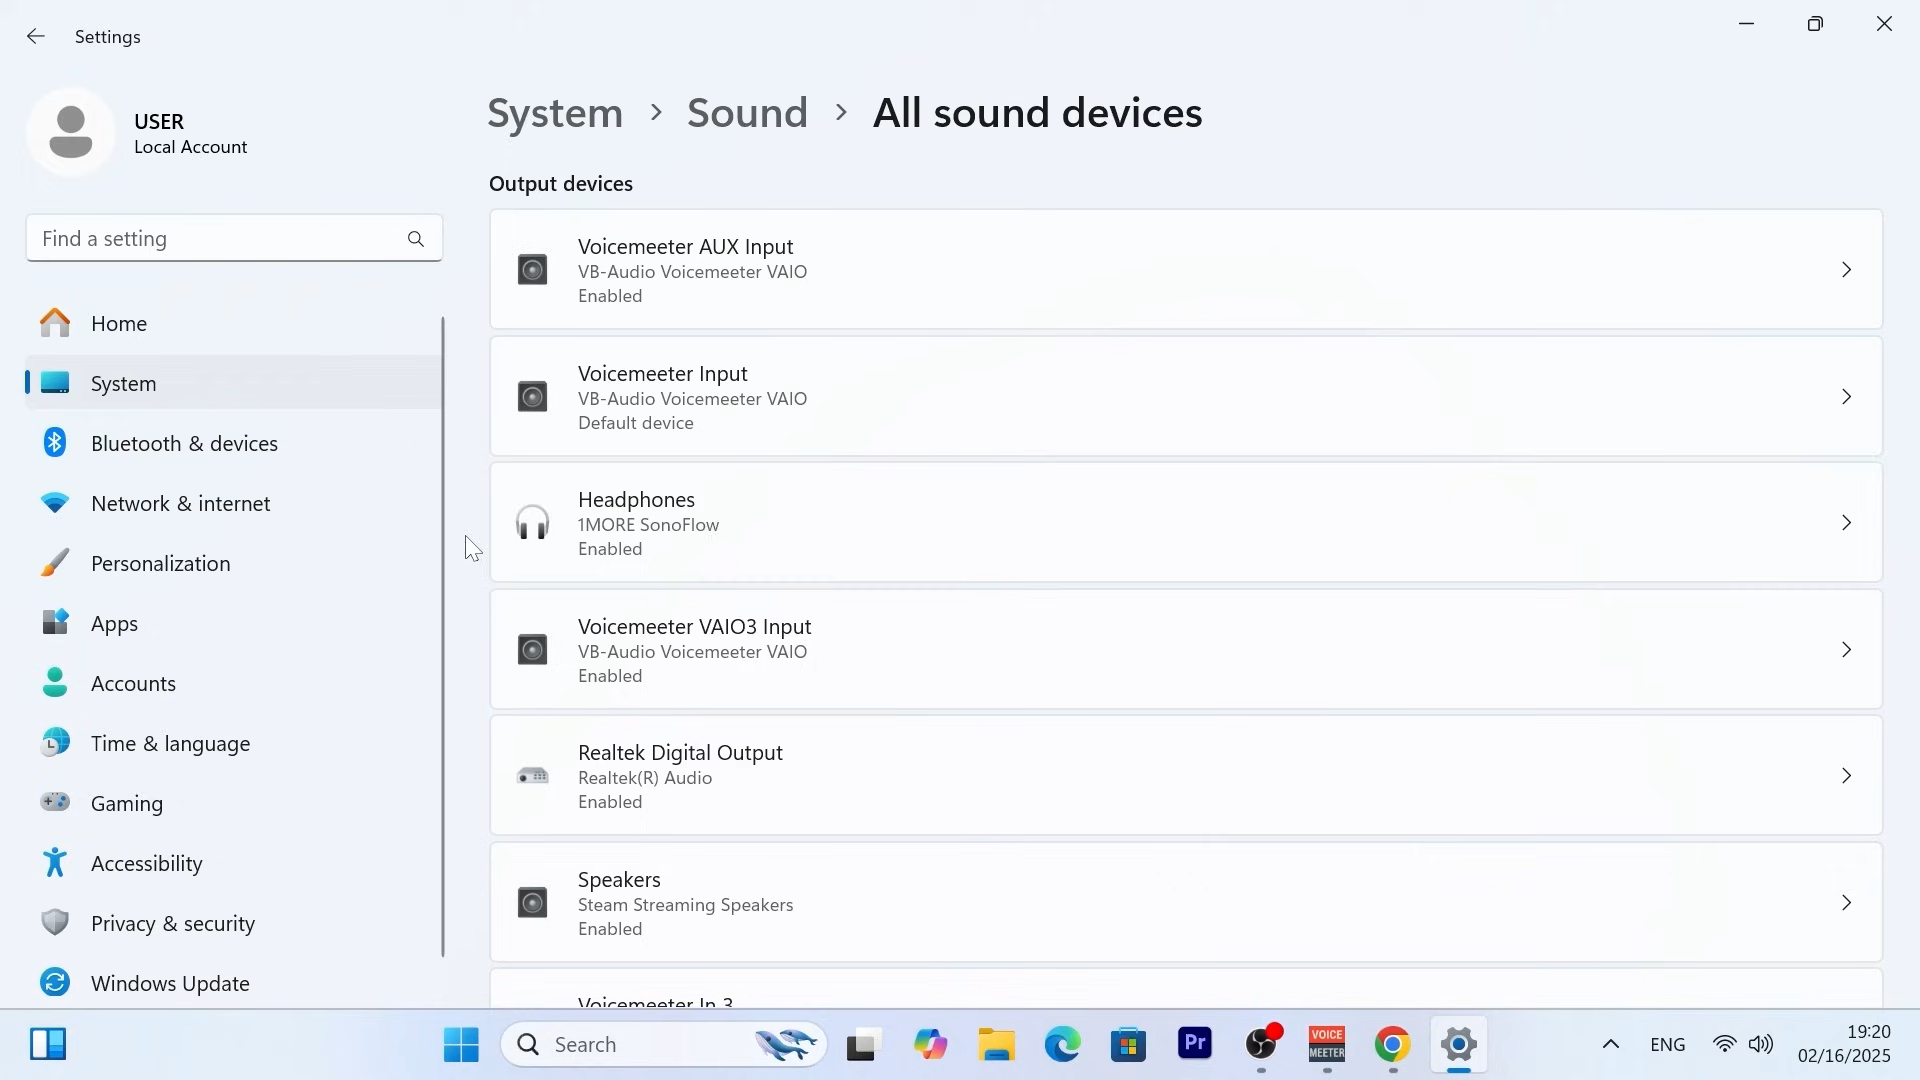 Settings
USER
Local Account
Find a setting
Home
System
Bluetooth & devices
Network & internet
Personalization
Apps
Accounts
Time & language
Gaming
Accessibility
Privacy & security
Windows Update
System > Sound > All sound devices
Output devices
Voicemeeter AUX Input
VB-Audio Voicemeeter VAIO
Enabled
Voicemeeter Input
VB-Audio Voicemeeter VAIO
Default device
Headphones
1MORE SonoFlow
Enabled
Voicemeeter VAIO3 Input
VB-Audio Voicemeeter VAIO
Enabled
Realtek Digital Output
Realtek(R) Audio
Enabled
Speakers
Steam Streaming Speakers
Enabled
Voicemeeter In 3
Search
Pr
VOICE
MEETER
ENG
19:20
02/16/2025